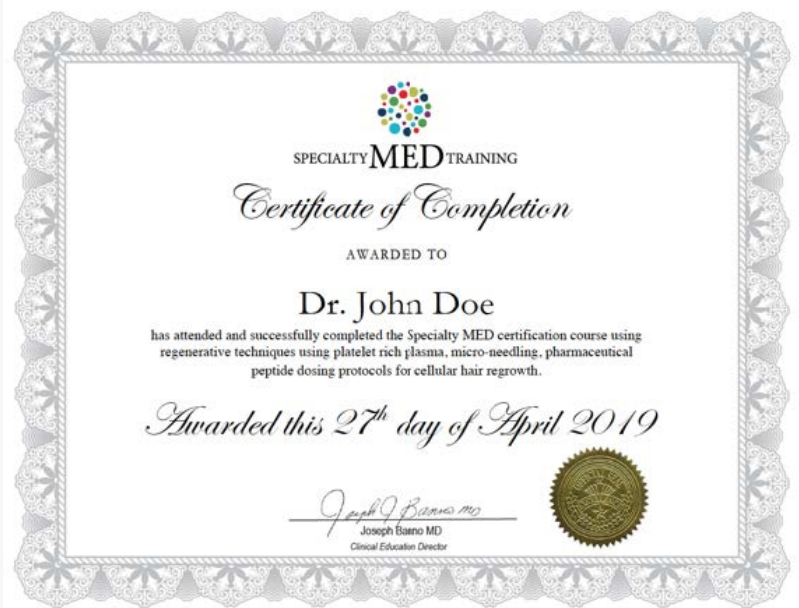 SPECIALTY MED TRAINING
Certificate of Completion
AWARDED TO
Dr. John Doe
has attended and successfully completed the Specialty MED certification course using
regenerative techniques using platelet rich plasma, micro-needling, pharmaceutical
peptide dosing protocols for cellular hair regrowth.
Awarded this 27th day of April 2019
Joseph Banno MD
Clinical Education Director